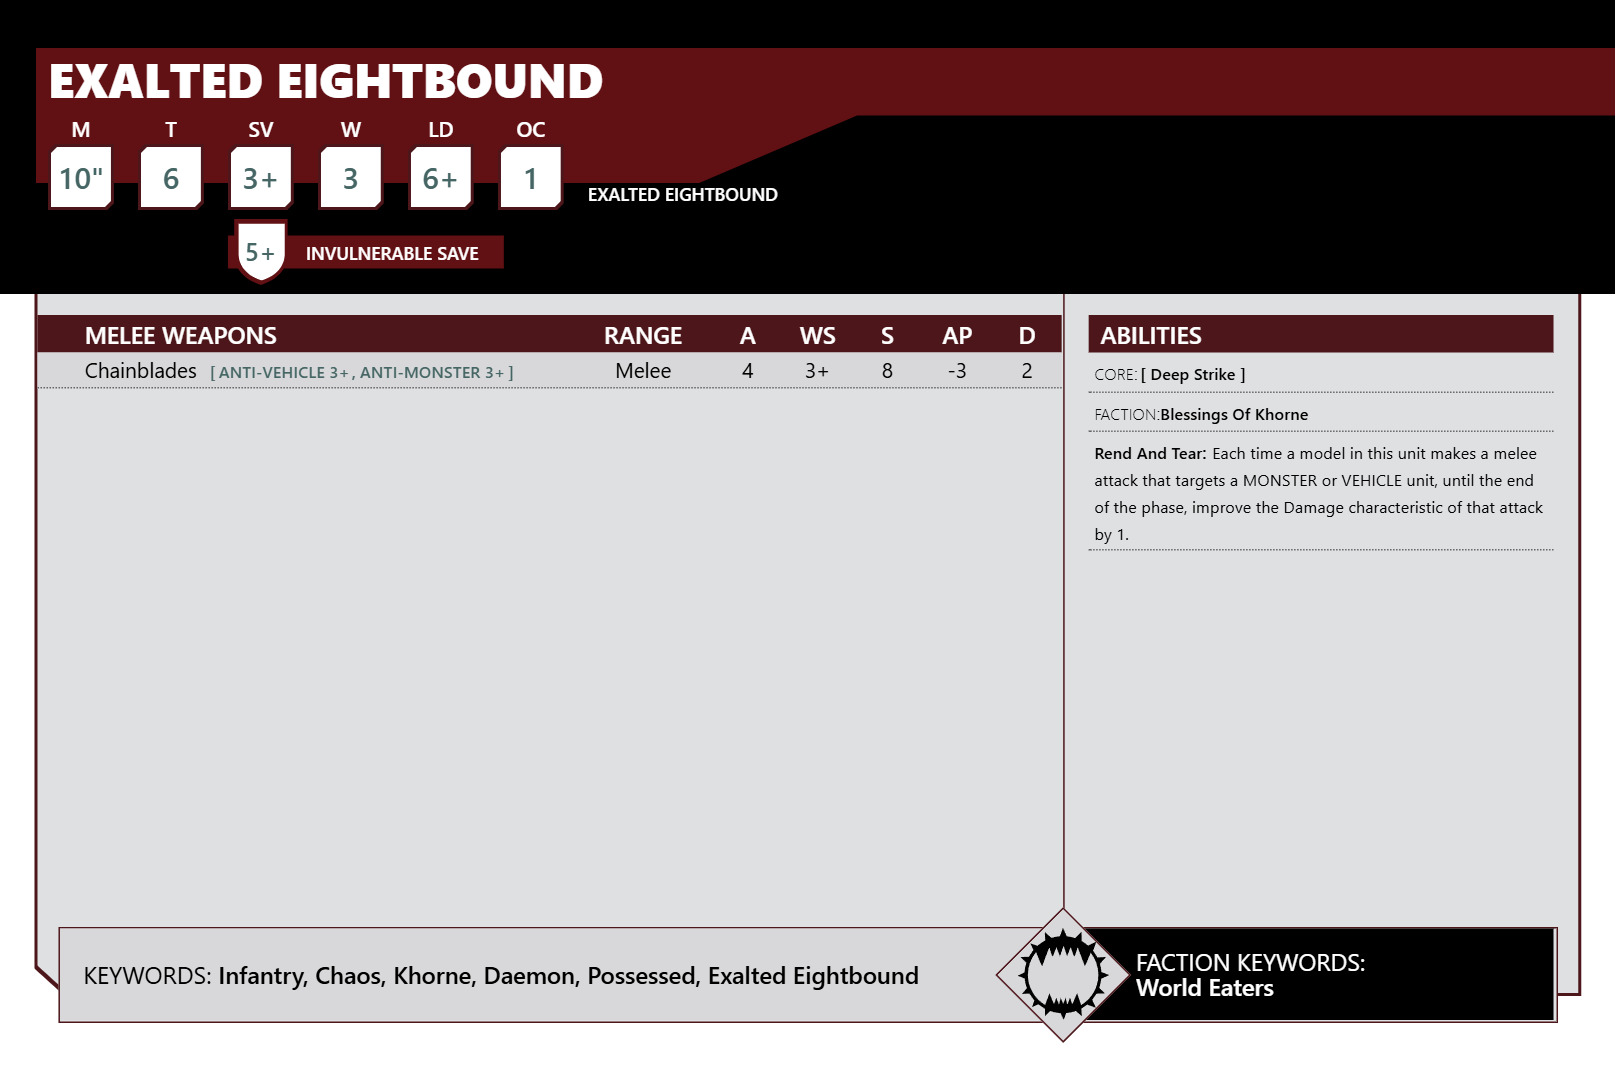 EXALTED EIGHTBOUND
M T SV W LD OC
10" 6 3+ 3 6+ 1
EXALTED EIGHTBOUND
5+ INVULNERABLE SAVE
MELEE WEAPONS RANGE A WS S AP D
Chainblades [ ANTI-VEHICLE 3+ , ANTI-MONSTER 3+ ] Melee 4 3+ 8 -3 2
ABILITIES
CORE: [ Deep Strike ]
FACTION:Blessings Of Khorne
Rend And Tear: Each time a model in this unit makes a melee
attack that targets a MONSTER or VEHICLE unit, until the end
of the phase, improve the Damage characteristic of that attack
by 1.
KEYWORDS: Infantry, Chaos, Khorne, Daemon, Possessed, Exalted Eightbound
FACTION KEYWORDS:
World Eaters